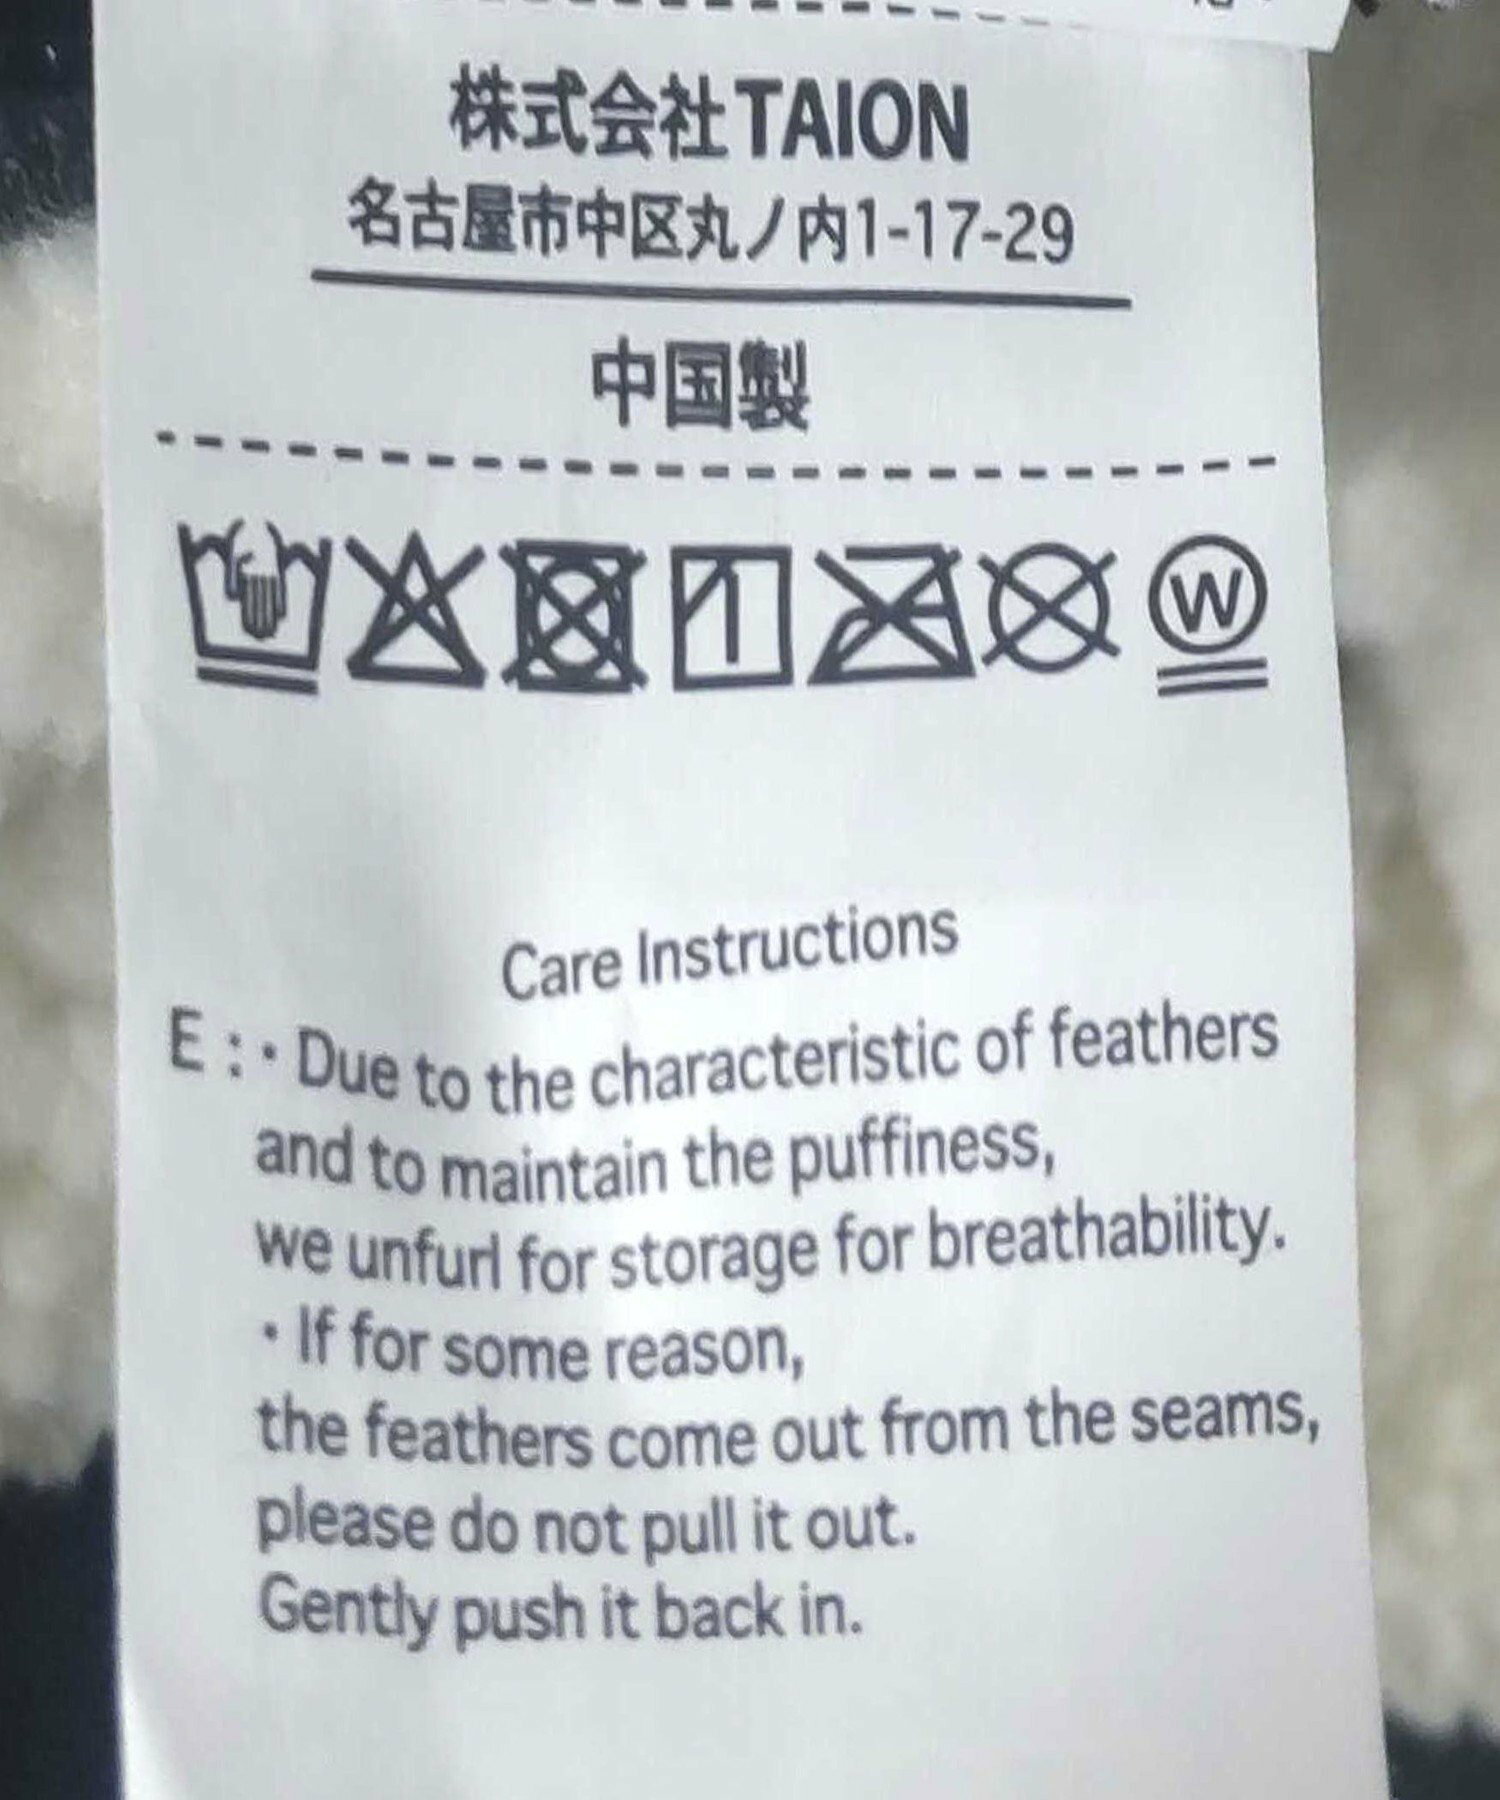 株式会社TAION
名古屋市中区丸ノ内1-17-29
中国製
W
Care Instructions
E : ・Due to the characteristic of feathers
and to maintain the puffiness,
we unfurl for storage for breathability.
・If for some reason,
the feathers come out from the seams,
please do not pull it out.
Gently push it back in.